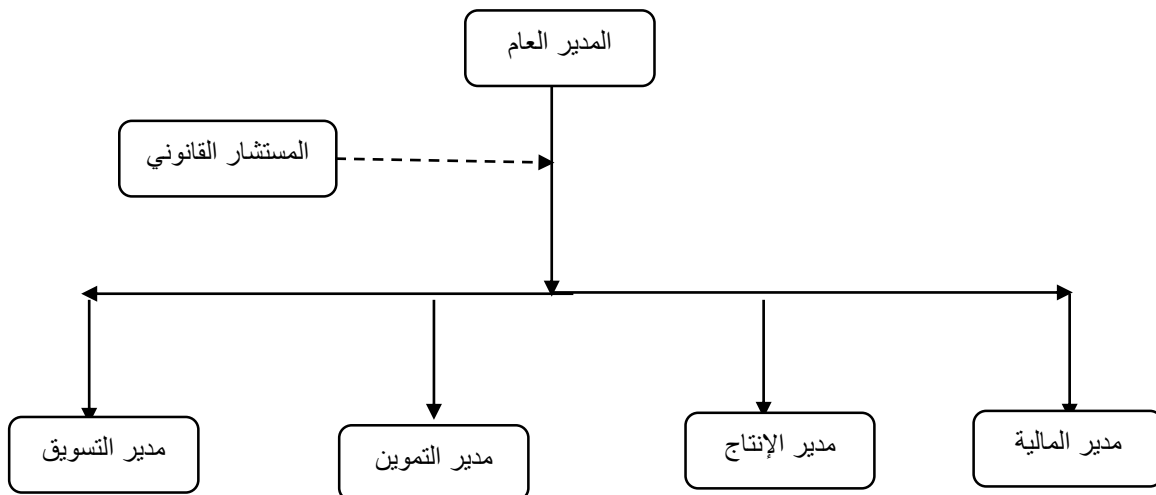 المدير العام
المستشار القانوني
مدير المالية
مدير الإنتاج
مدير التموين
مدير التسويق